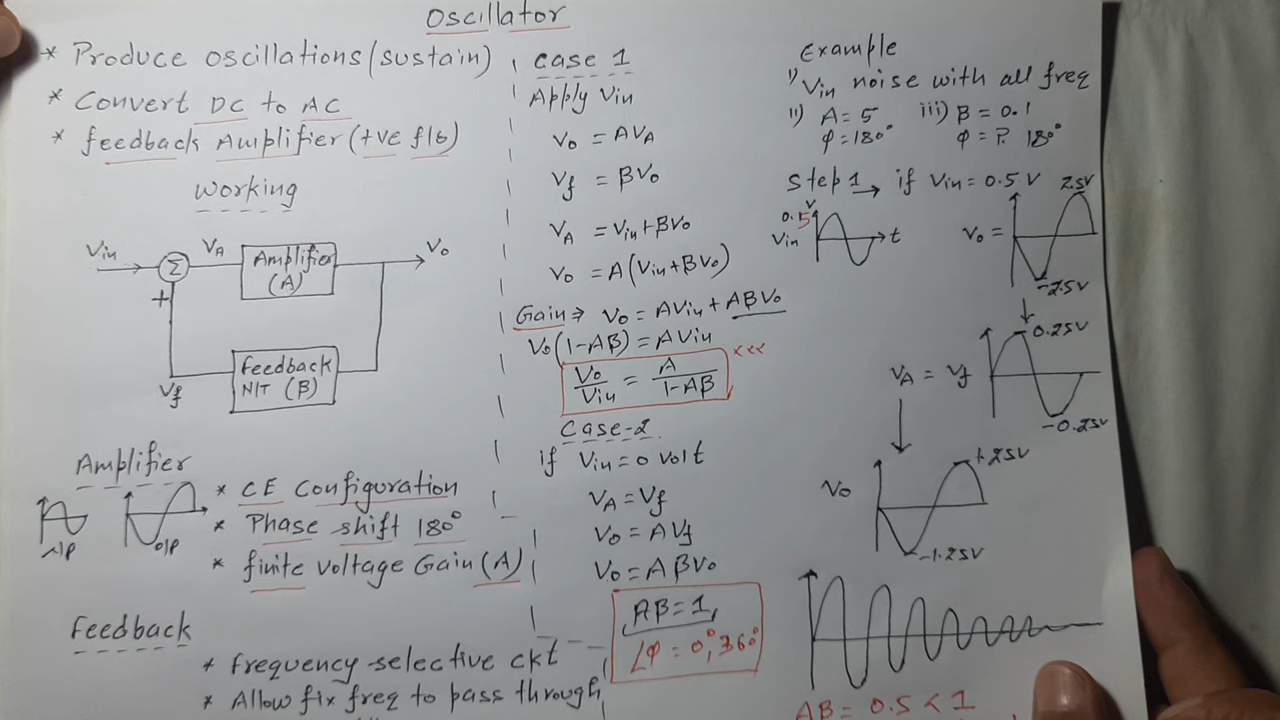 Oscillator
* Produce oscillations (sustain)
* Convert DC to AC
* feedback Amplifier (+ve f/b)
Working
Vin
VA
Amplifier
(A)
Vo
Σ
+
Vf
Feedback
N/T (β)
Amplifier
i/p
o/p
* CE Configuration
* Phase shift 180°
* finite voltage Gain (A)
Feedback
* frequency selective ckt
* Allow fix freq to pass through
Case 1
Apply Vin
Vo = AVA
Vf = βVo
VA = Vin + βVo
Vo = A(Vin + βVo)
Gain ⇒ Vo = AVin + AβVo
Vo(1-Aβ) = AVin
Vo/Vin = A/1-Aβ
<<<
Case-2
if Vin = 0 volt
VA = Vf
Vo = AVf
Vo = AβVo
Aβ = 1,
∠φ = 0°, 360°
Example
i) Vin noise with all freq
ii) A = 5 iii) β = 0.1
φ = 180° φ = P. 180°
Step 1 → if Vin = 0.5 V
0.5 V
Vin
t
Vo =
2.5V
-2.5V
VA = Vf
0.25V
-0.25V
Vo
+25V
-1.25V
Aβ = 0.5 < 1